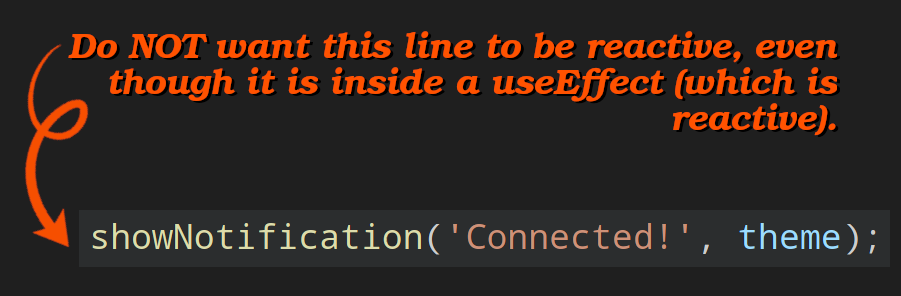 Do NOT want this line to be reactive, even
though it is inside a useEffect (which is
reactive).
showNotification('Connected!', theme);